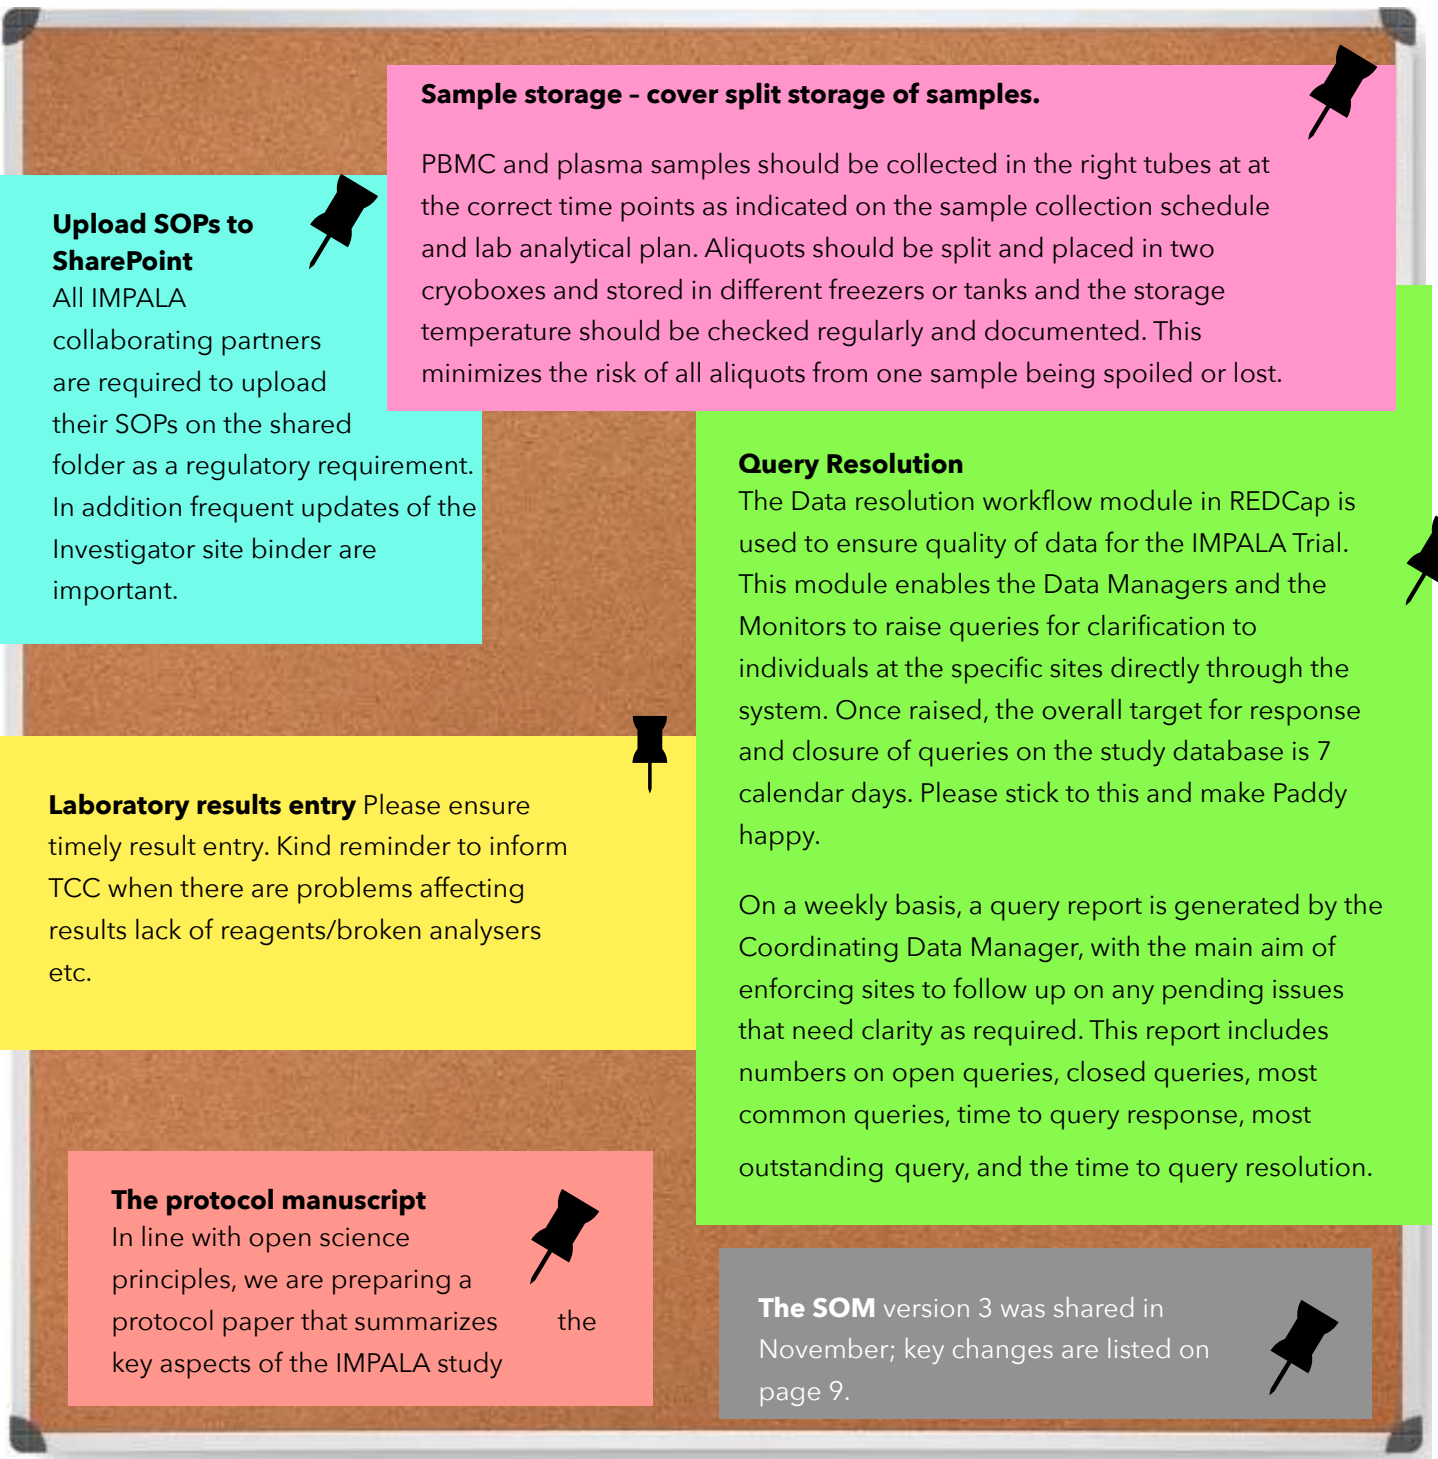 Sample storage – cover split storage of samples.
PBMC and plasma samples should be collected in the right tubes at at
the correct time points as indicated on the sample collection schedule
and lab analytical plan. Aliquots should be split and placed in two
cryoboxes and stored in different freezers or tanks and the storage
temperature should be checked regularly and documented. This
minimizes the risk of all aliquots from one sample being spoiled or lost.
Upload SOPs to
SharePoint
All IMPALA
collaborating partners
are required to upload
their SOPs on the shared
folder as a regulatory requirement.
In addition frequent updates of the
Investigator site binder are
important.
Query Resolution
The Data resolution workflow module in REDCap is
used to ensure quality of data for the IMPALA Trial.
This module enables the Data Managers and the
Monitors to raise queries for clarification to
individuals at the specific sites directly through the
system. Once raised, the overall target for response
and closure of queries on the study database is 7
calendar days. Please stick to this and make Paddy
happy.
On a weekly basis, a query report is generated by the
Coordinating Data Manager, with the main aim of
enforcing sites to follow up on any pending issues
that need clarity as required. This report includes
numbers on open queries, closed queries, most
common queries, time to query response, most
outstanding query, and the time to query resolution.
Laboratory results entry Please ensure
timely result entry. Kind reminder to inform
TCC when there are problems affecting
results lack of reagents/broken analysers
etc.
The protocol manuscript
In line with open science
principles, we are preparing a
protocol paper that summarizes the
key aspects of the IMPALA study
The SOM version 3 was shared in
November; key changes are listed on
page 9.